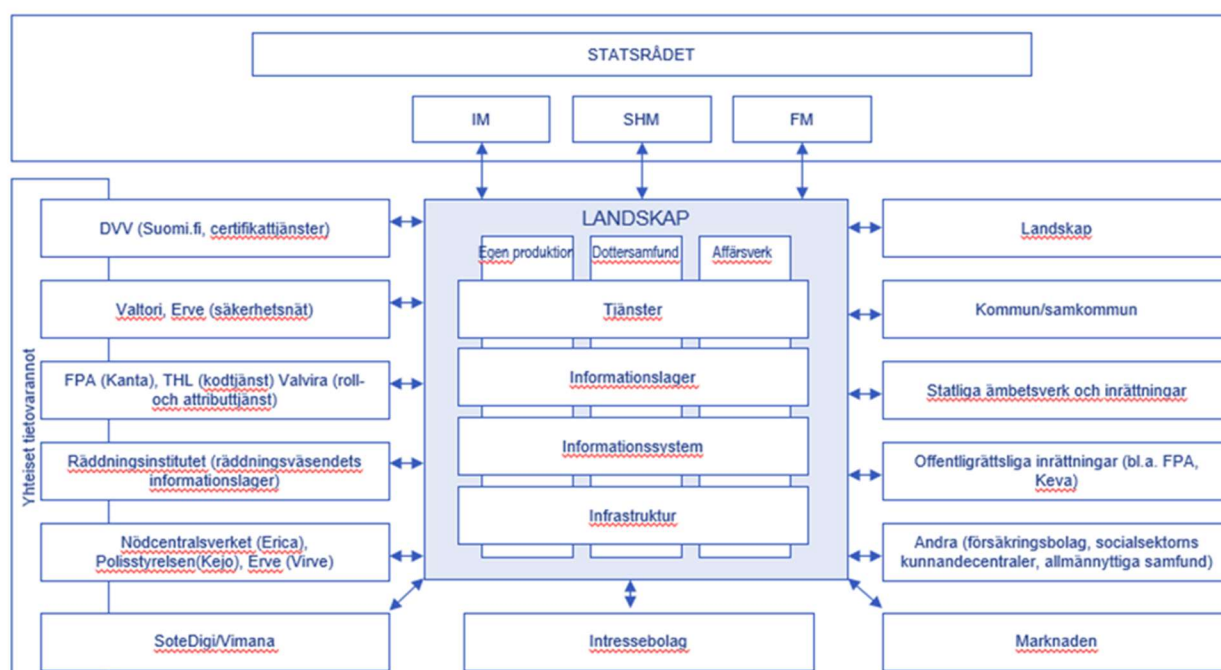 STATSRÅDET
IM
SHM
FM
Yhteiset tietovarannot
DVV (Suomi.fi, certifikattjänster)
Valtori, Erve (säkerhetsnät)
FPA (Kanta), THL (kodtjänst) Valvira (roll-
och attributtjänst)
Räddningsinstitutet (räddningsväsendets
informationslager)
Nödcentralsverket (Erica),
Polisstyrelsen(Kejo), Erve (Virve)
SoteDigi/Vimana
LANDSKAP
Egen produktion
Dottersamfund
Affärsverk
Tjänster
Informationslager
Informationssystem
Infrastruktur
Intressebolag
Landskap
Kommun/samkommun
Statliga ämbetsverk och inrättningar
Offentligrättsliga inrättningar (bl.a. FPA,
Keva)
Andra (försäkringsbolag, socialsektorns
kunnandecentraler, allmännyttiga samfund)
Marknaden